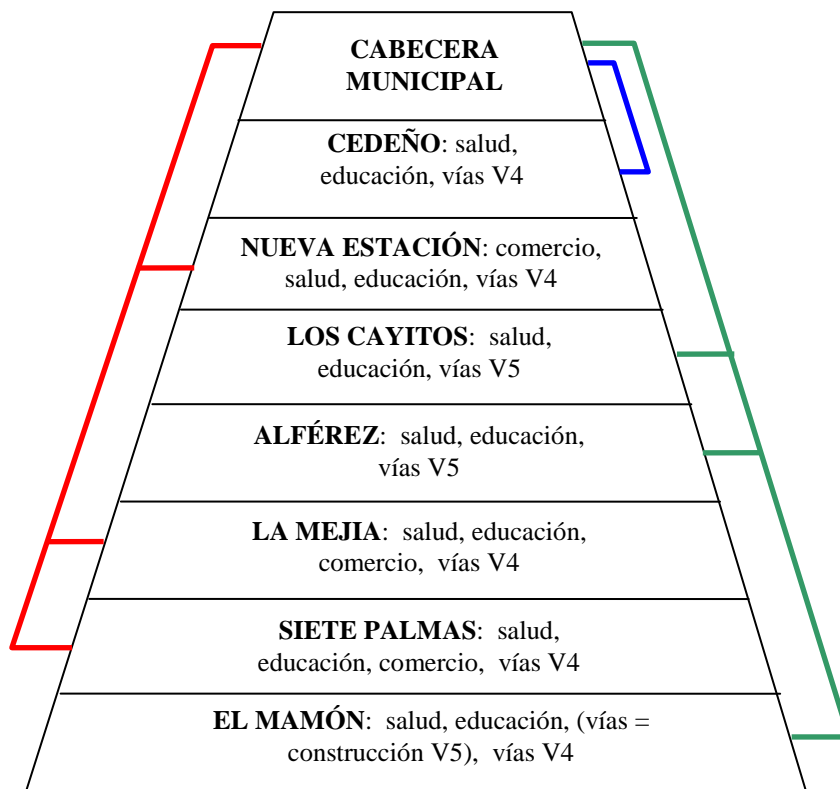 CABECERA
MUNICIPAL
CEDEÑO: salud,
educación, vías V4
NUEVA ESTACIÓN: comercio,
salud, educación, vías V4
LOS CAYITOS: salud,
educación, vías V5
ALFÉREZ: salud, educación,
vías V5
LA MEJIA: salud, educación,
comercio, vías V4
SIETE PALMAS: salud,
educación, comercio, vías V4
EL MAMÓN: salud, educación, (vías =
construcción V5), vías V4